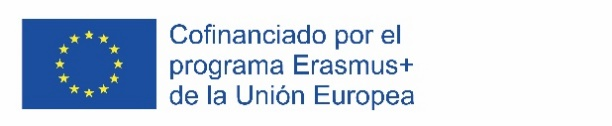 Cofinanciado por el
programa Erasmus+
de la Unión Europea